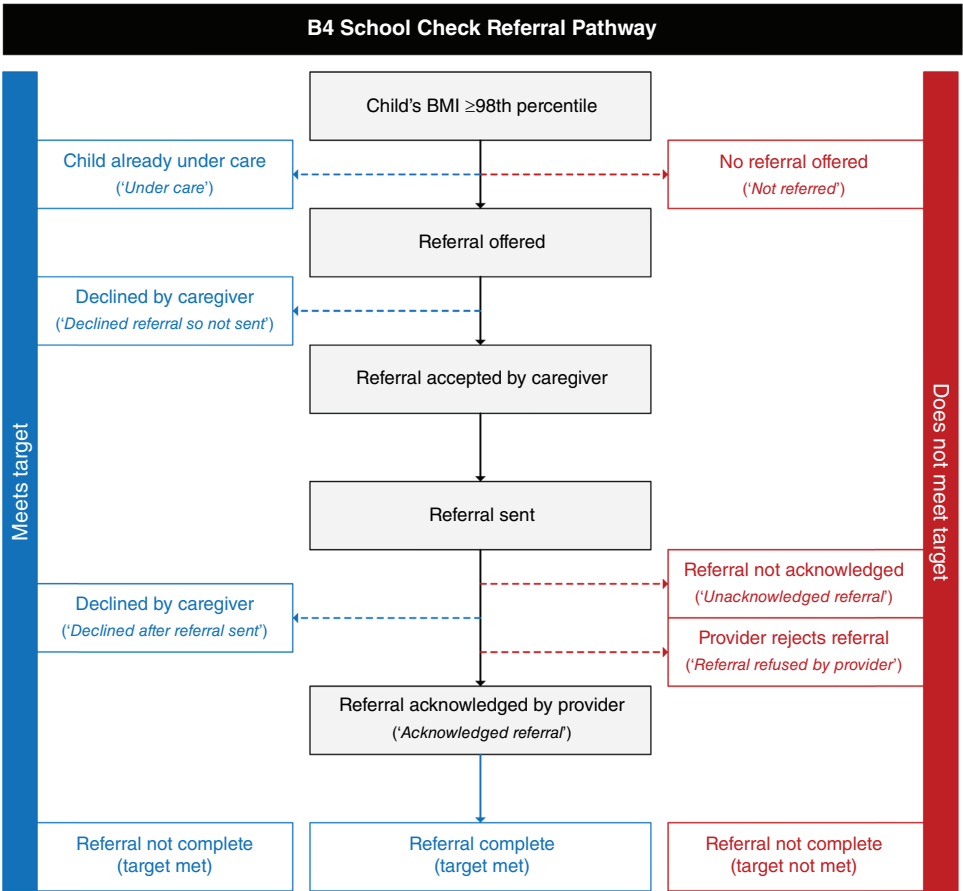 B4 School Check Referral Pathway
Child's BMI ≥98th percentile
Child already under care
('Under care')
No referral offered
('Not referred')
Referral offered
Declined by caregiver
('Declined referral so not sent')
Referral accepted by caregiver
Meets target
Does not meet target
Referral sent
Referral not acknowledged
('Unacknowledged referral')
Declined by caregiver
('Declined after referral sent')
Provider rejects referral
('Referral refused by provider')
Referral acknowledged by provider
('Acknowledged referral')
Referral not complete
(target met)
Referral complete
(target met)
Referral not complete
(target not met)